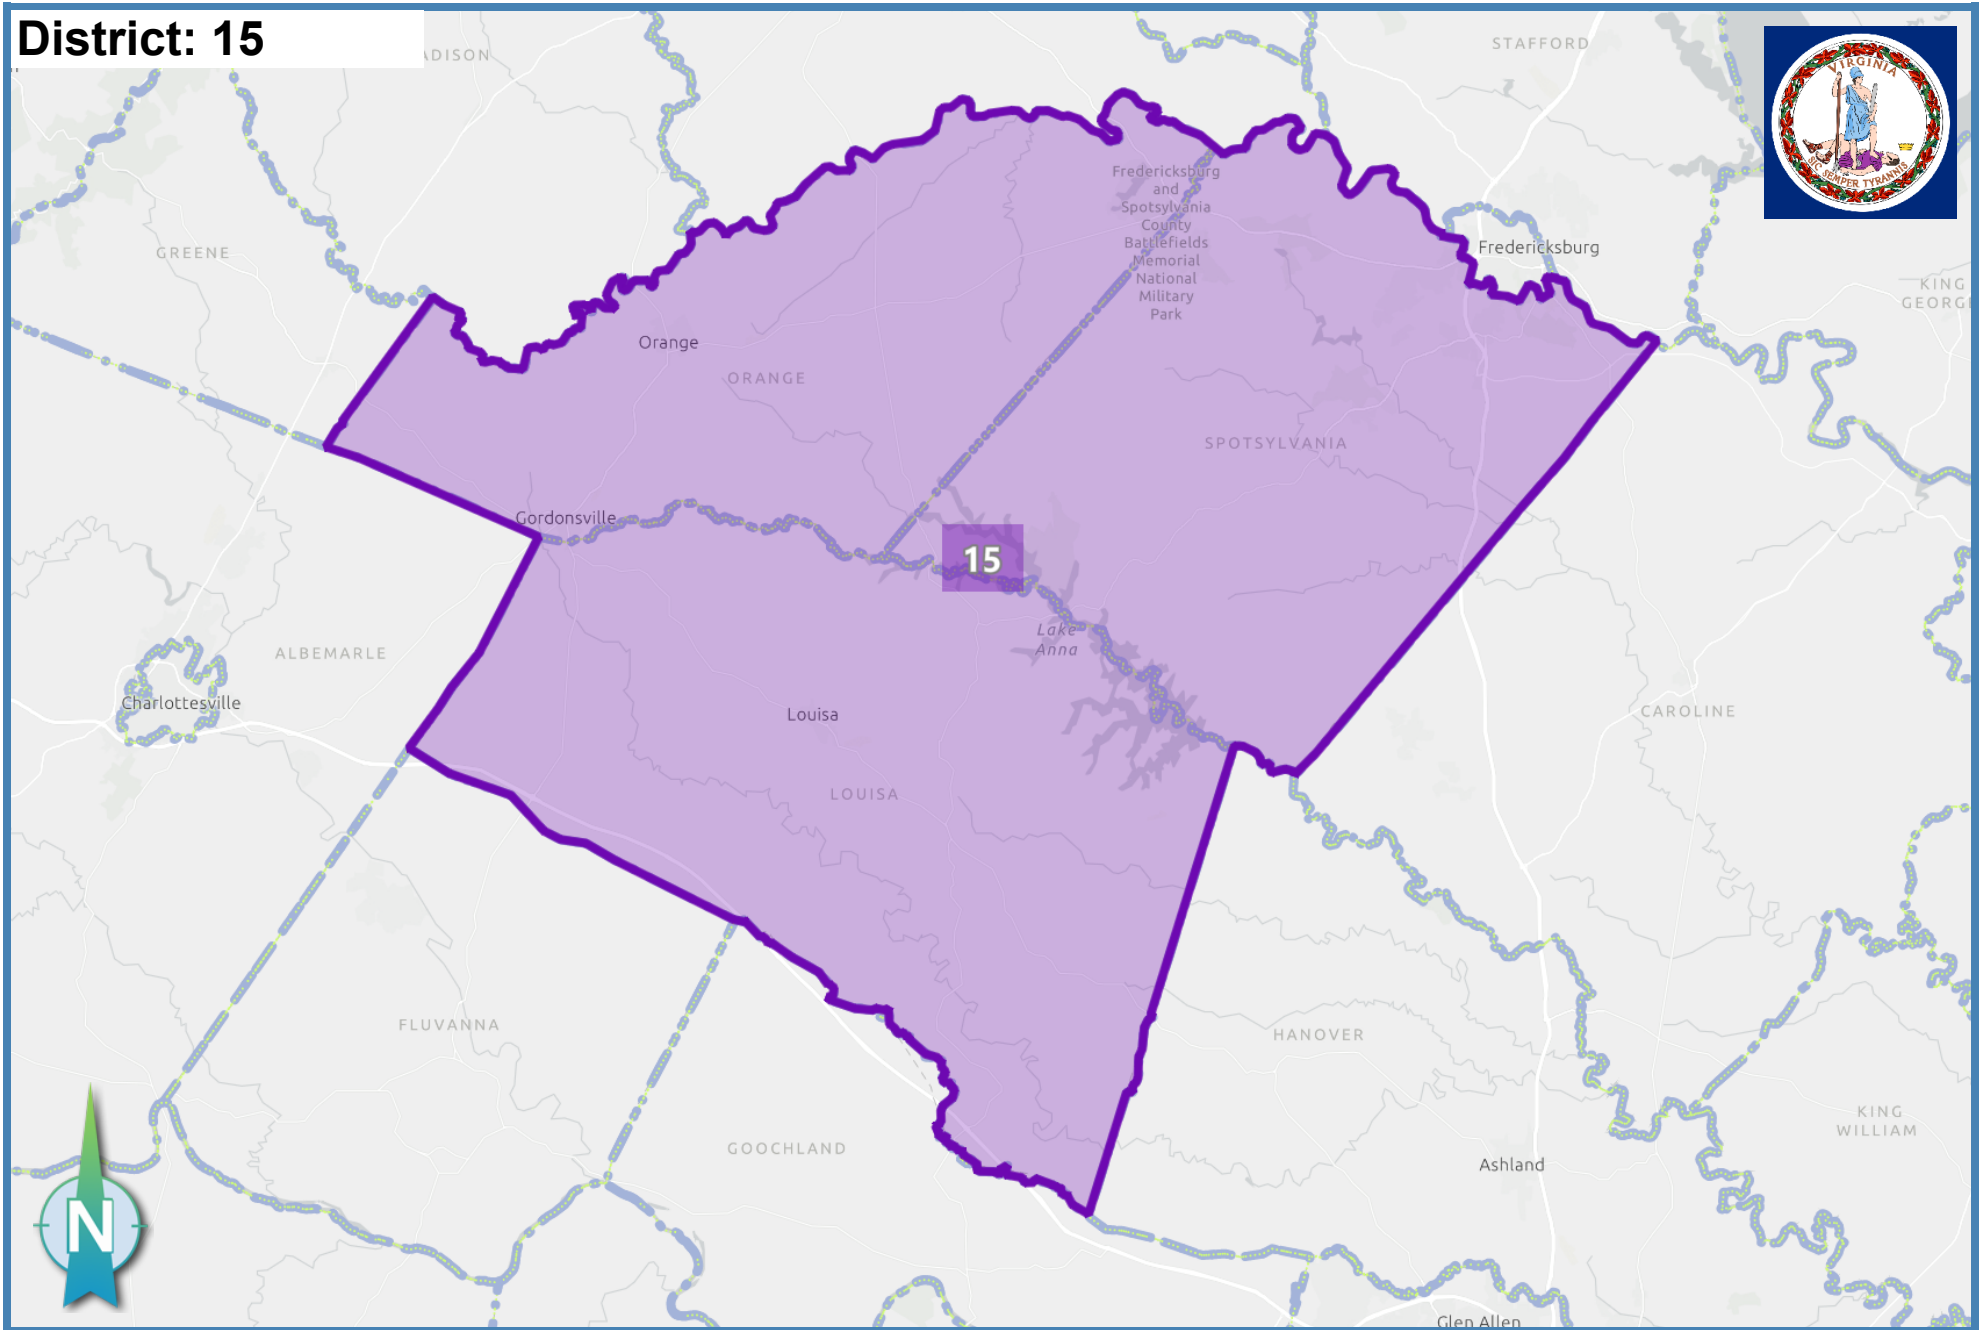 District: 15
ADISON
STAFFORD
VIRGINIA
SIC SEMPER TYRANNIS
Fredericksburg
and
Spotsylvania
County
Battlefields
Memorial
National
Military
Park
Fredericksburg
GREENE
KING
GEORG
Orange
ORANGE
SPOTSYLVANIA
Gordonsville
15
Lake
Anna
ALBEMARLE
Charlottesville
Louisa
CAROLINE
LOUISA
FLUVANNA
HANOVER
KING
WILLIAM
GOOCHLAND
Ashland
N
Glen Allen